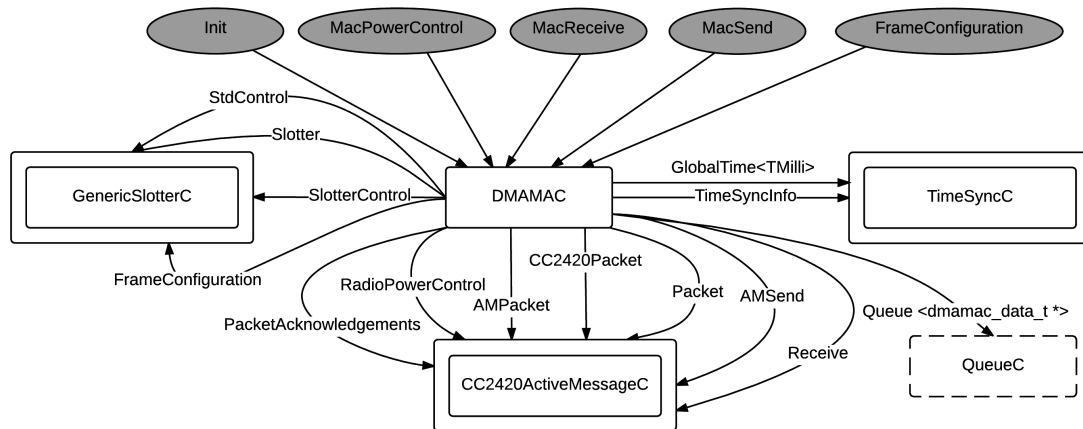 Init
MacPowerControl
MacReceive
MacSend
FrameConfiguration
StdControl
Slotter
GlobalTime<TMilli>
GenericSlotterC
SlotterControl
DMAMAC
TimeSyncInfo
TimeSyncC
CC2420Packet
FrameConfiguration
RadioPowerControl
Packet
AMSend
AMPacket
Queue <dmamac_data_t *>
PacketAcknowledgements
Receive
QueueC
CC2420ActiveMessageC